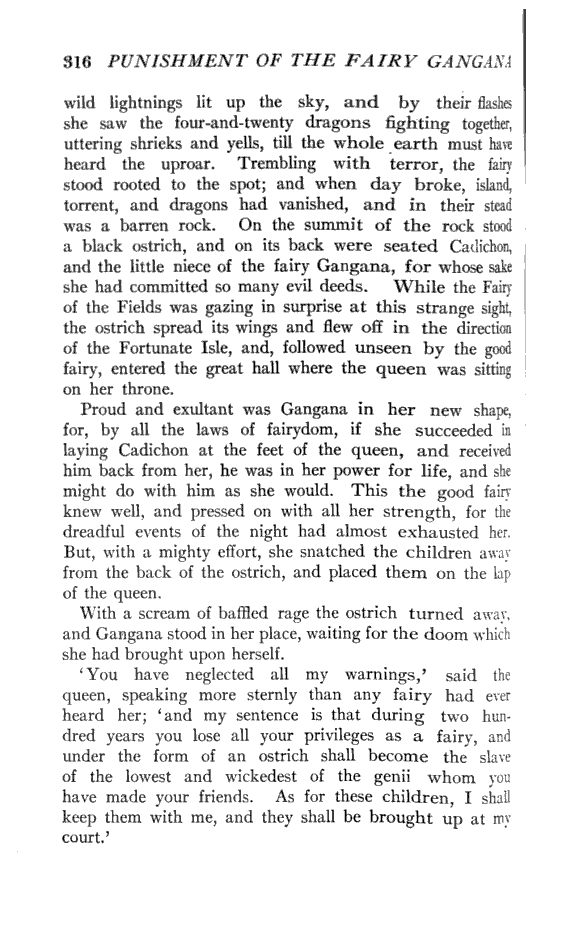 316 PUNISHMENT OF THE FAIRY GANGANA
wild lightnings lit up the sky, and by their flashes
she saw the four-and-twenty dragons fighting together,
uttering shrieks and yells, till the whole earth must have
heard the uproar. Trembling with terror, the fairy
stood rooted to the spot; and when day broke, island,
torrent, and dragons had vanished, and in their stead
was a barren rock. On the summit of the rock stood
a black ostrich, and on its back were seated Cadichon,
and the little niece of the fairy Gangana, for whose sake
she had committed so many evil deeds. While the Fairy
of the Fields was gazing in surprise at this strange sight,
the ostrich spread its wings and flew off in the direction
of the Fortunate Isle, and, followed unseen by the good
fairy, entered the great hall where the queen was sitting
on her throne.
Proud and exultant was Gangana in her new shape,
for, by all the laws of fairydom, if she succeeded in
laying Cadichon at the feet of the queen, and received
him back from her, he was in her power for life, and she
might do with him as she would. This the good fairy
knew well, and pressed on with all her strength, for the
dreadful events of the night had almost exhausted her.
But, with a mighty effort, she snatched the children away
from the back of the ostrich, and placed them on the lap
of the queen.
With a scream of baffled rage the ostrich turned away,
and Gangana stood in her place, waiting for the doom which
she had brought upon herself.
'You have neglected all my warnings,' said the
queen, speaking more sternly than any fairy had ever
heard her; 'and my sentence is that during two hun-
dred years you lose all your privileges as a fairy, and
under the form of an ostrich shall become the slave
of the lowest and wickedest of the genii whom you
have made your friends. As for these children, I shall
keep them with me, and they shall be brought up at my
court.'